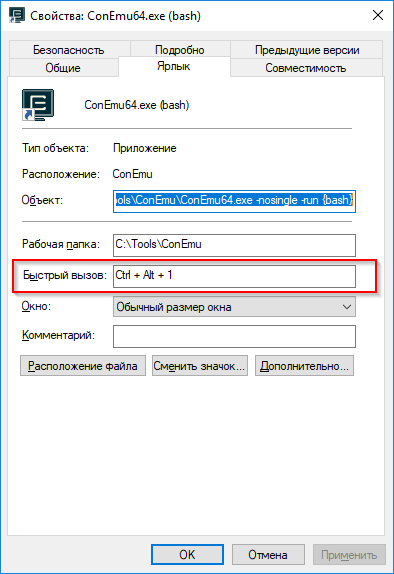 Свойства: ConEmu64.exe (bash)
Безопасность Подробно Предыдущие версии
Общие Ярлык Совместимость
ConEmu64.exe (bash)
Тип объекта: Приложение
Расположение: ConEmu
Объект: ools\ConEmu\ConEmu64.exe -nosingle -run {bash}
Рабочая папка: C:\Tools\ConEmu
Быстрый вызов: Ctrl + Alt + 1
Окно: Обычный размер окна
Комментарий:
Расположение файла Сменить значок... Дополнительно...
OK Отмена Применить